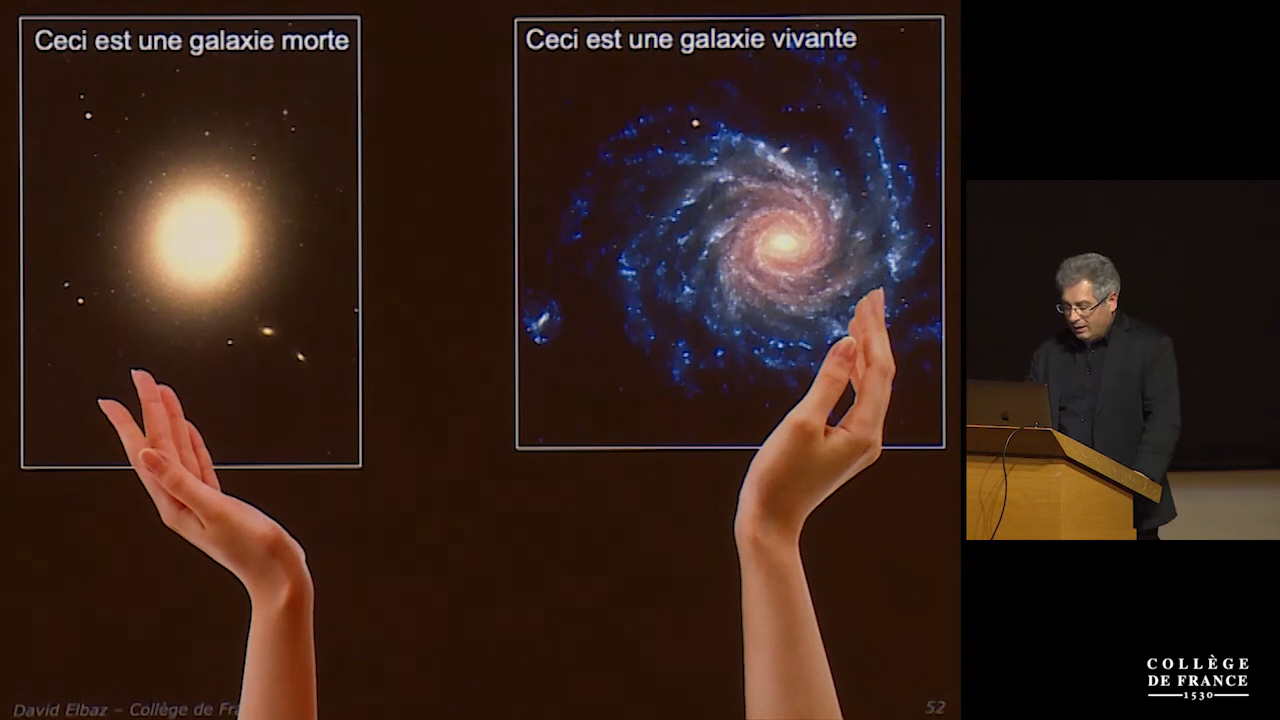 Ceci est une galaxie morte
Ceci est une galaxie vivante
David Elbaz – Collège de Fr
52
COLLÈGE
DE FRANCE
1530